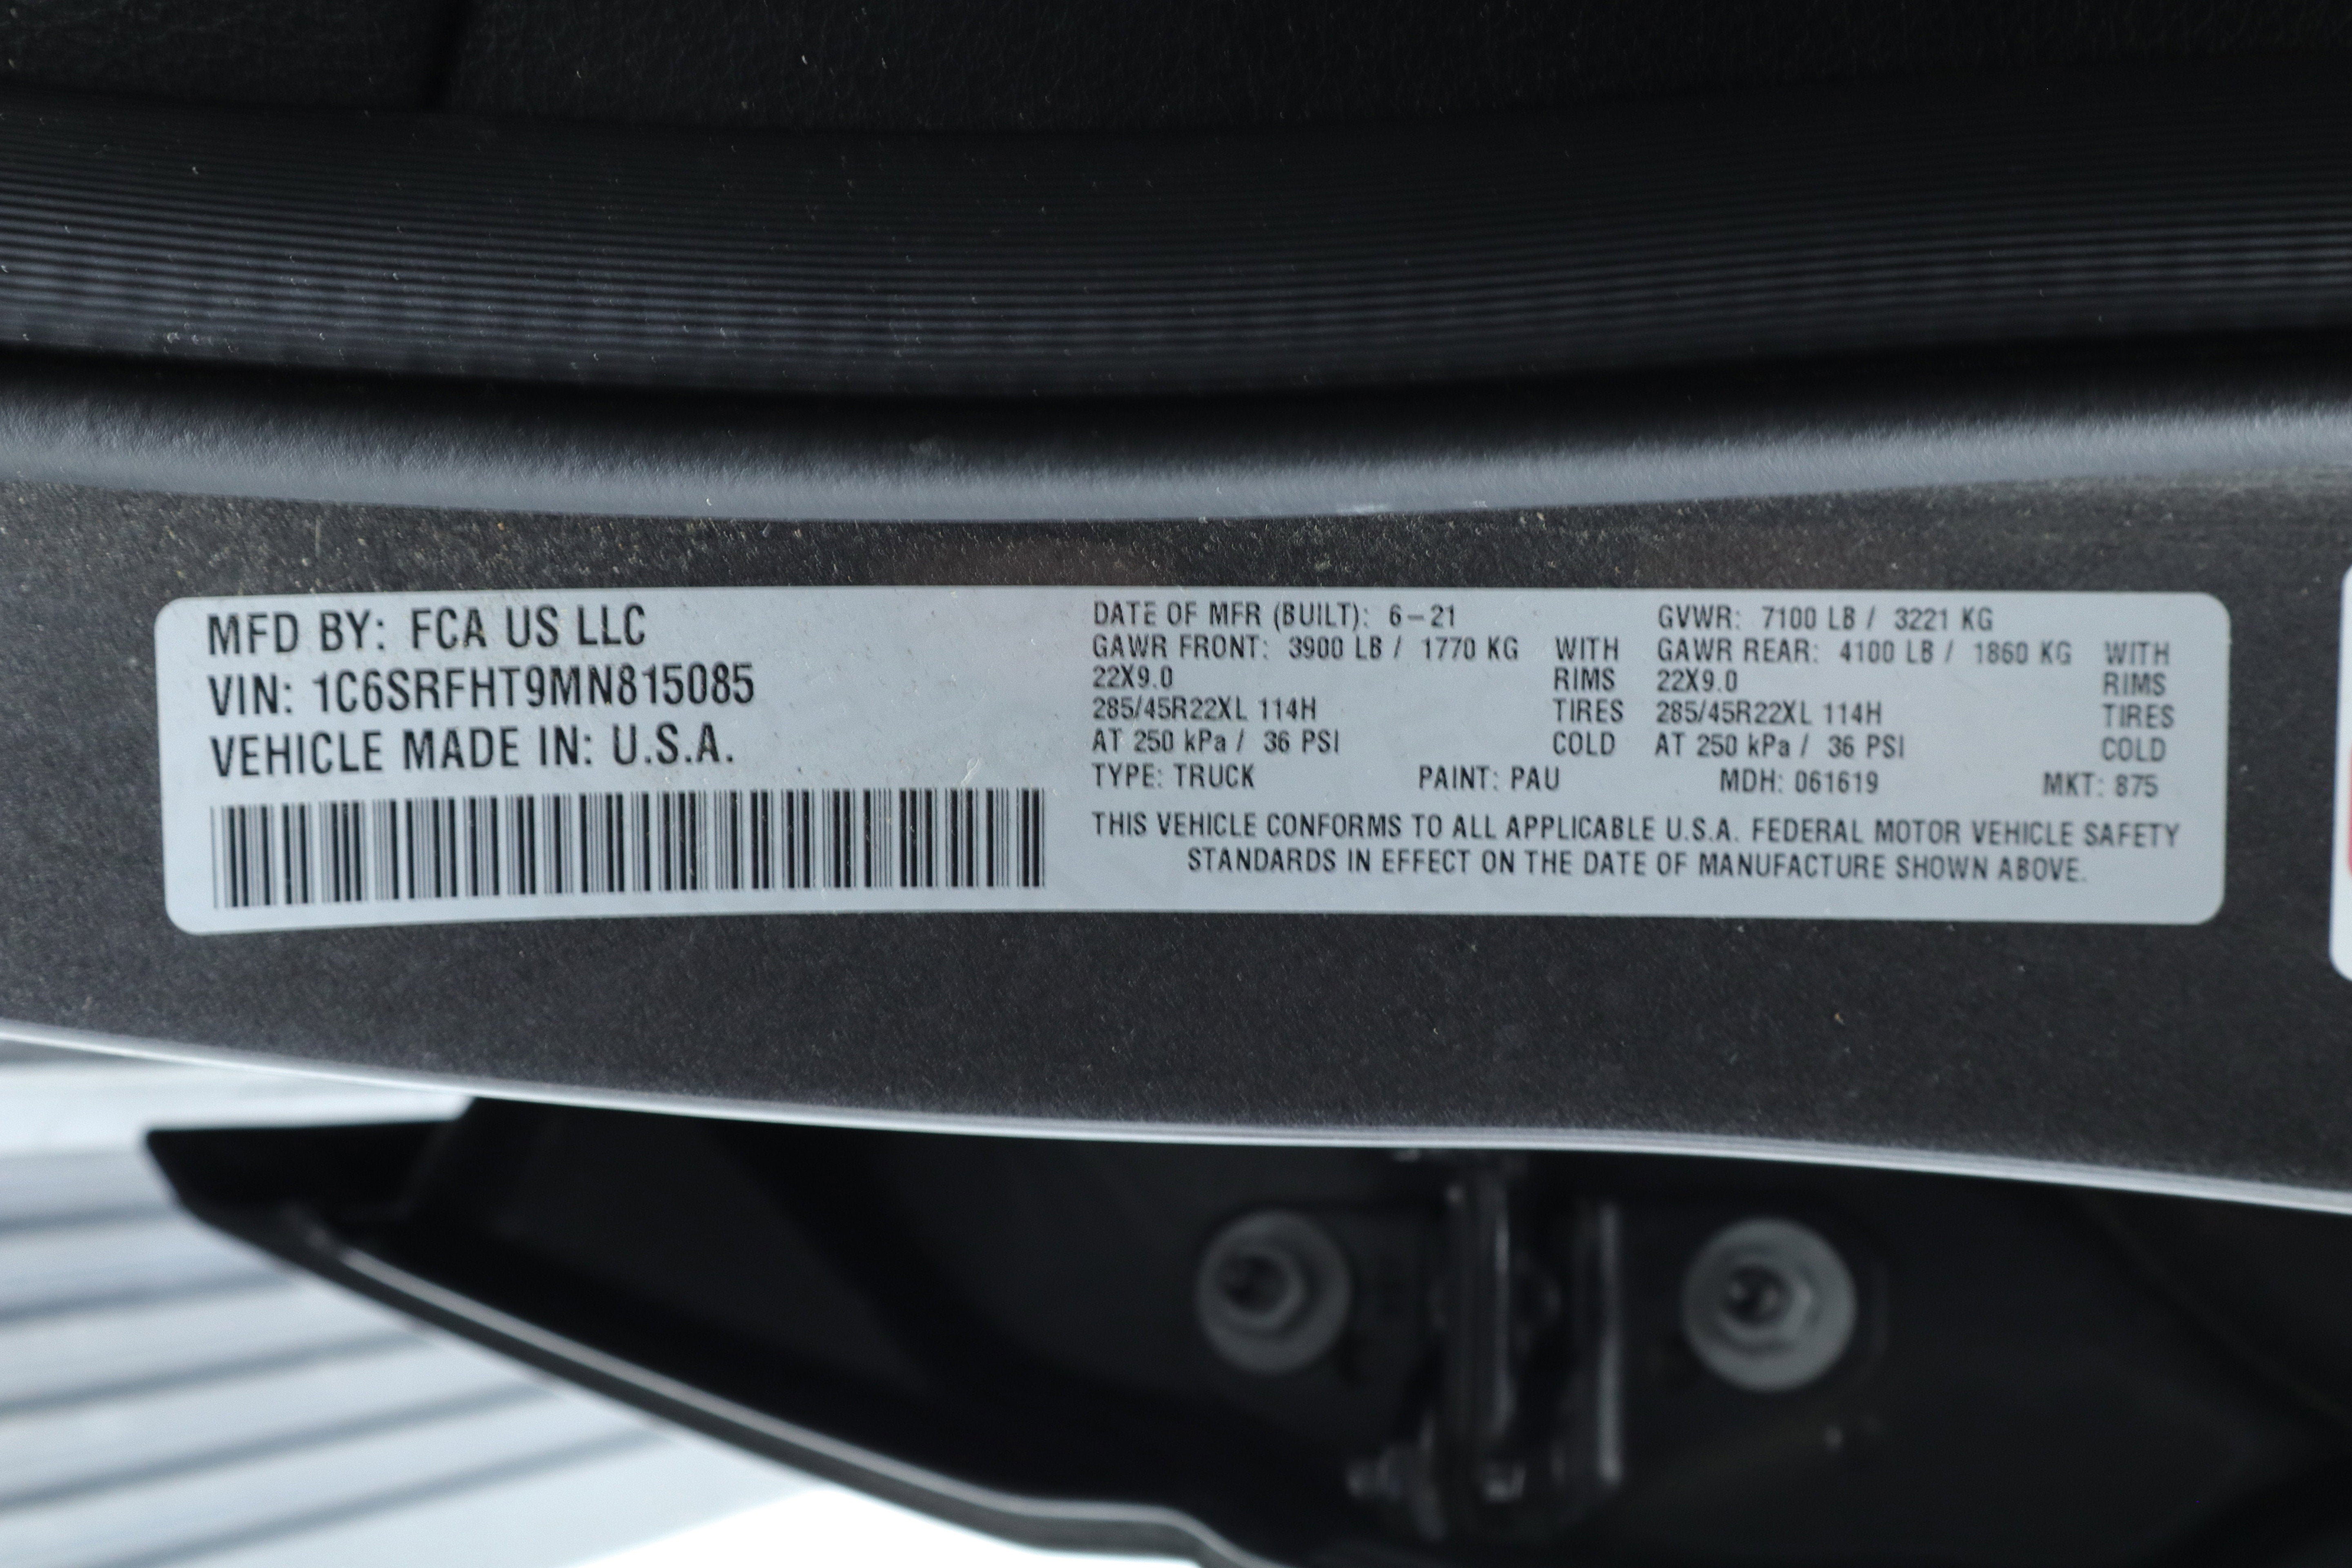 MFD BY: FCA US LLC
VIN: 1C6SRFHT9MN815085
VEHICLE MADE IN: U.S.A.
DATE OF MFR (BUILT): 6-21 GVWR: 7100 LB / 3221 KG
GAWR FRONT: 3900 LB / 1770 KG WITH GAWR REAR: 4100 LB / 1860 KG WITH
22X9.0 RIMS 22X9.0 RIMS
285/45R22XL 114H TIRES 285/45R22XL 114H TIRES
AT 250 kPa / 36 PSI COLD AT 250 kPa / 36 PSI COLD
TYPE: TRUCK PAINT: PAU MDH: 061619 MKT: 875
THIS VEHICLE CONFORMS TO ALL APPLICABLE U.S.A. FEDERAL MOTOR VEHICLE SAFETY
STANDARDS IN EFFECT ON THE DATE OF MANUFACTURE SHOWN ABOVE.